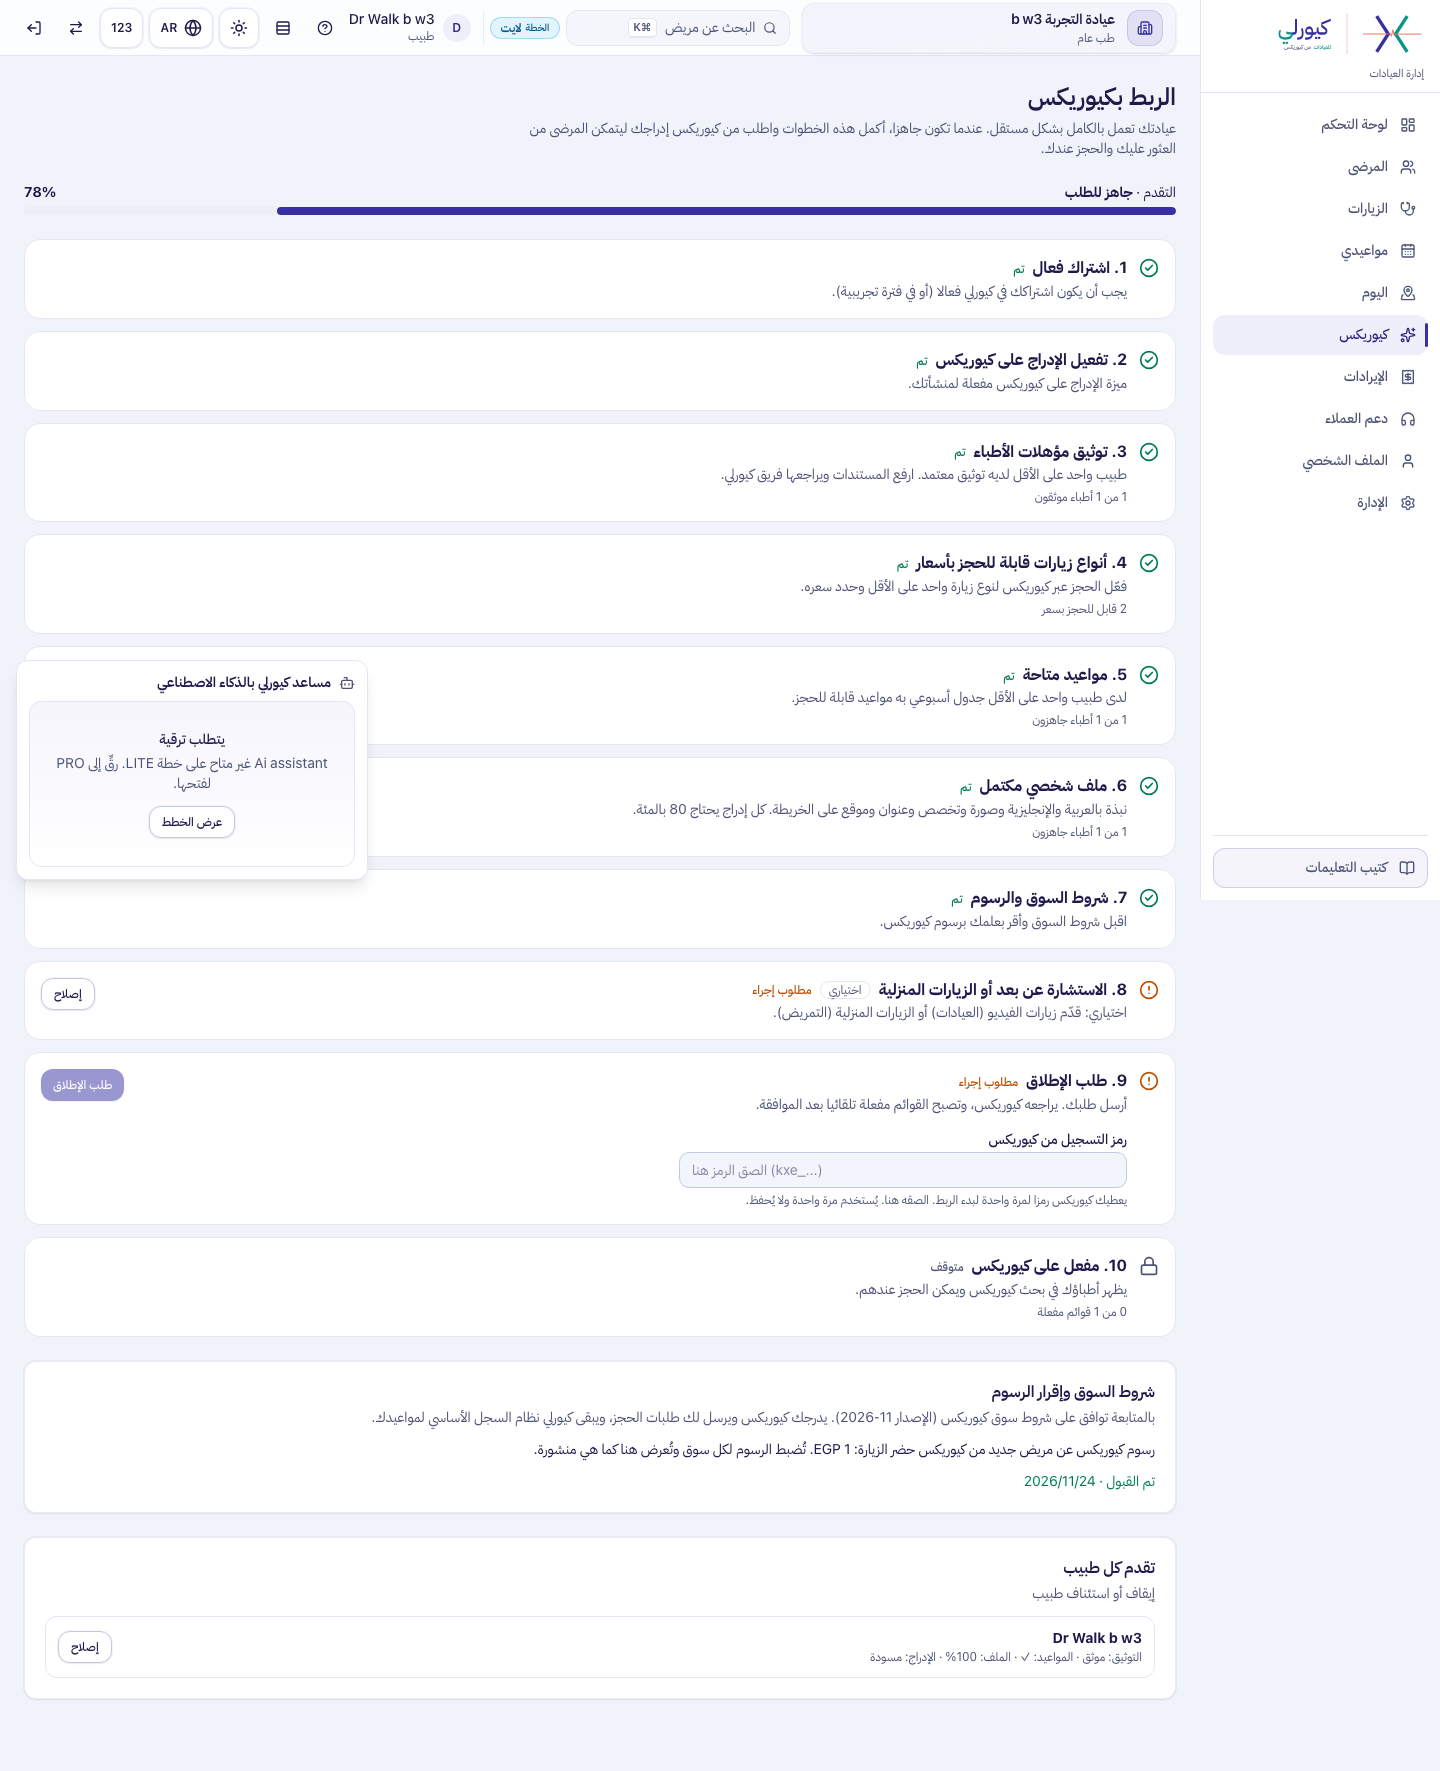 كيورلي
للعيادات من كيوريكس
إدارة العيادات
لوحة التحكم
المرضى
الزيارات
مواعيدي
اليوم
كيوريكس
الإيرادات
دعم العملاء
الملف الشخصي
الإدارة
كتيب التعليمات
عيادة التجربة b w3
طب عام
البحث عن مريض
⌘K
الخطة لايت
D
Dr Walk b w3
طبيب
AR
123
الربط بكيوريكس
عيادتك تعمل بالكامل بشكل مستقل. عندما تكون جاهزا، أكمل هذه الخطوات واطلب من كيوريكس إدراجك ليتمكن المرضى من
العثور عليك والحجز عندك.
التقدم · جاهز للطلب
78%
1. اشتراك فعال تم
يجب أن يكون اشتراكك في كيورلي فعالا (أو في فترة تجريبية).
2. تفعيل الإدراج على كيوريكس تم
ميزة الإدراج على كيوريكس مفعلة لمنشأتك.
3. توثيق مؤهلات الأطباء تم
طبيب واحد على الأقل لديه توثيق معتمد. ارفع المستندات ويراجعها فريق كيورلي.
1 من 1 أطباء موثقون
4. أنواع زيارات قابلة للحجز بأسعار تم
فعّل الحجز عبر كيوريكس لنوع زيارة واحد على الأقل وحدد سعره.
2 قابل للحجز بسعر
5. مواعيد متاحة تم
لدى طبيب واحد على الأقل جدول أسبوعي به مواعيد قابلة للحجز.
1 من 1 أطباء جاهزون
6. ملف شخصي مكتمل تم
نبذة بالعربية والإنجليزية وصورة وتخصص وعنوان وموقع على الخريطة. كل إدراج يحتاج 80 بالمئة.
1 من 1 أطباء جاهزون
مساعد كيورلي بالذكاء الاصطناعي
يتطلب ترقية
Ai assistant غير متاح على خطة LITE. رقٍّ إلى PRO
لفتحها.
عرض الخطط
7. شروط السوق والرسوم تم
اقبل شروط السوق وأقر بعلمك برسوم كيوريكس.
8. الاستشارة عن بعد أو الزيارات المنزلية اختياري مطلوب إجراء
اختياري: قدّم زيارات الفيديو (العيادات) أو الزيارات المنزلية (التمريض).
إصلاح
9. طلب الإطلاق مطلوب إجراء
أرسل طلبك. يراجعه كيوريكس، وتصبح القوائم مفعلة تلقائيا بعد الموافقة.
طلب الإطلاق
رمز التسجيل من كيوريكس
الصق الرمز هنا (kxe_...)
يعطيك كيوريكس رمزا لمرة واحدة لبدء الربط. الصقه هنا. يُستخدم مرة واحدة ولا يُحفظ.
10. مفعل على كيوريكس متوقف
يظهر أطباؤك في بحث كيوريكس ويمكن الحجز عندهم.
0 من 1 قوائم مفعلة
شروط السوق وإقرار الرسوم
بالمتابعة توافق على شروط سوق كيوريكس (الإصدار 11-2026). يدرجك كيوريكس ويرسل لك طلبات الحجز، ويبقى كيورلي نظام السجل الأساسي لمواعيدك.
رسوم كيوريكس عن مريض جديد من كيوريكس حضر الزيارة: EGP 1. تُضبط الرسوم لكل سوق وتُعرض هنا كما هي منشورة.
تم القبول · 2026/11/24
تقدم كل طبيب
إيقاف أو استئناف طبيب
Dr Walk b w3
التوثيق: موثق · المواعيد: ✓ · الملف: 100% · الإدراج: مسودة
إصلاح